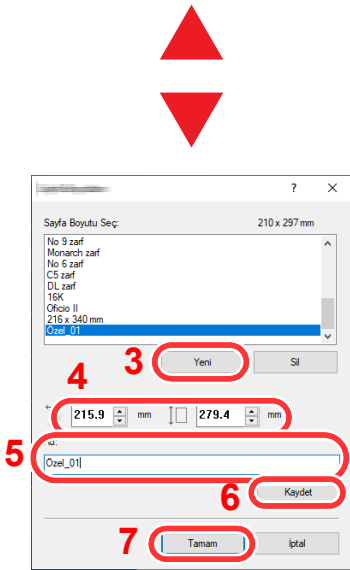 ?
Sayfa Boyutu Seç: 210 x 297 mm
No 9 zarf
Monarch zarf
No 6 zarf
C5 zarf
DL zarf
16K
Oficio II
216 x 340 mm
Özel_01
3 Yeni Sil
4
215.9 mm 279.4 mm
5
Özel_01
6 Kaydet
7 Tamam İptal